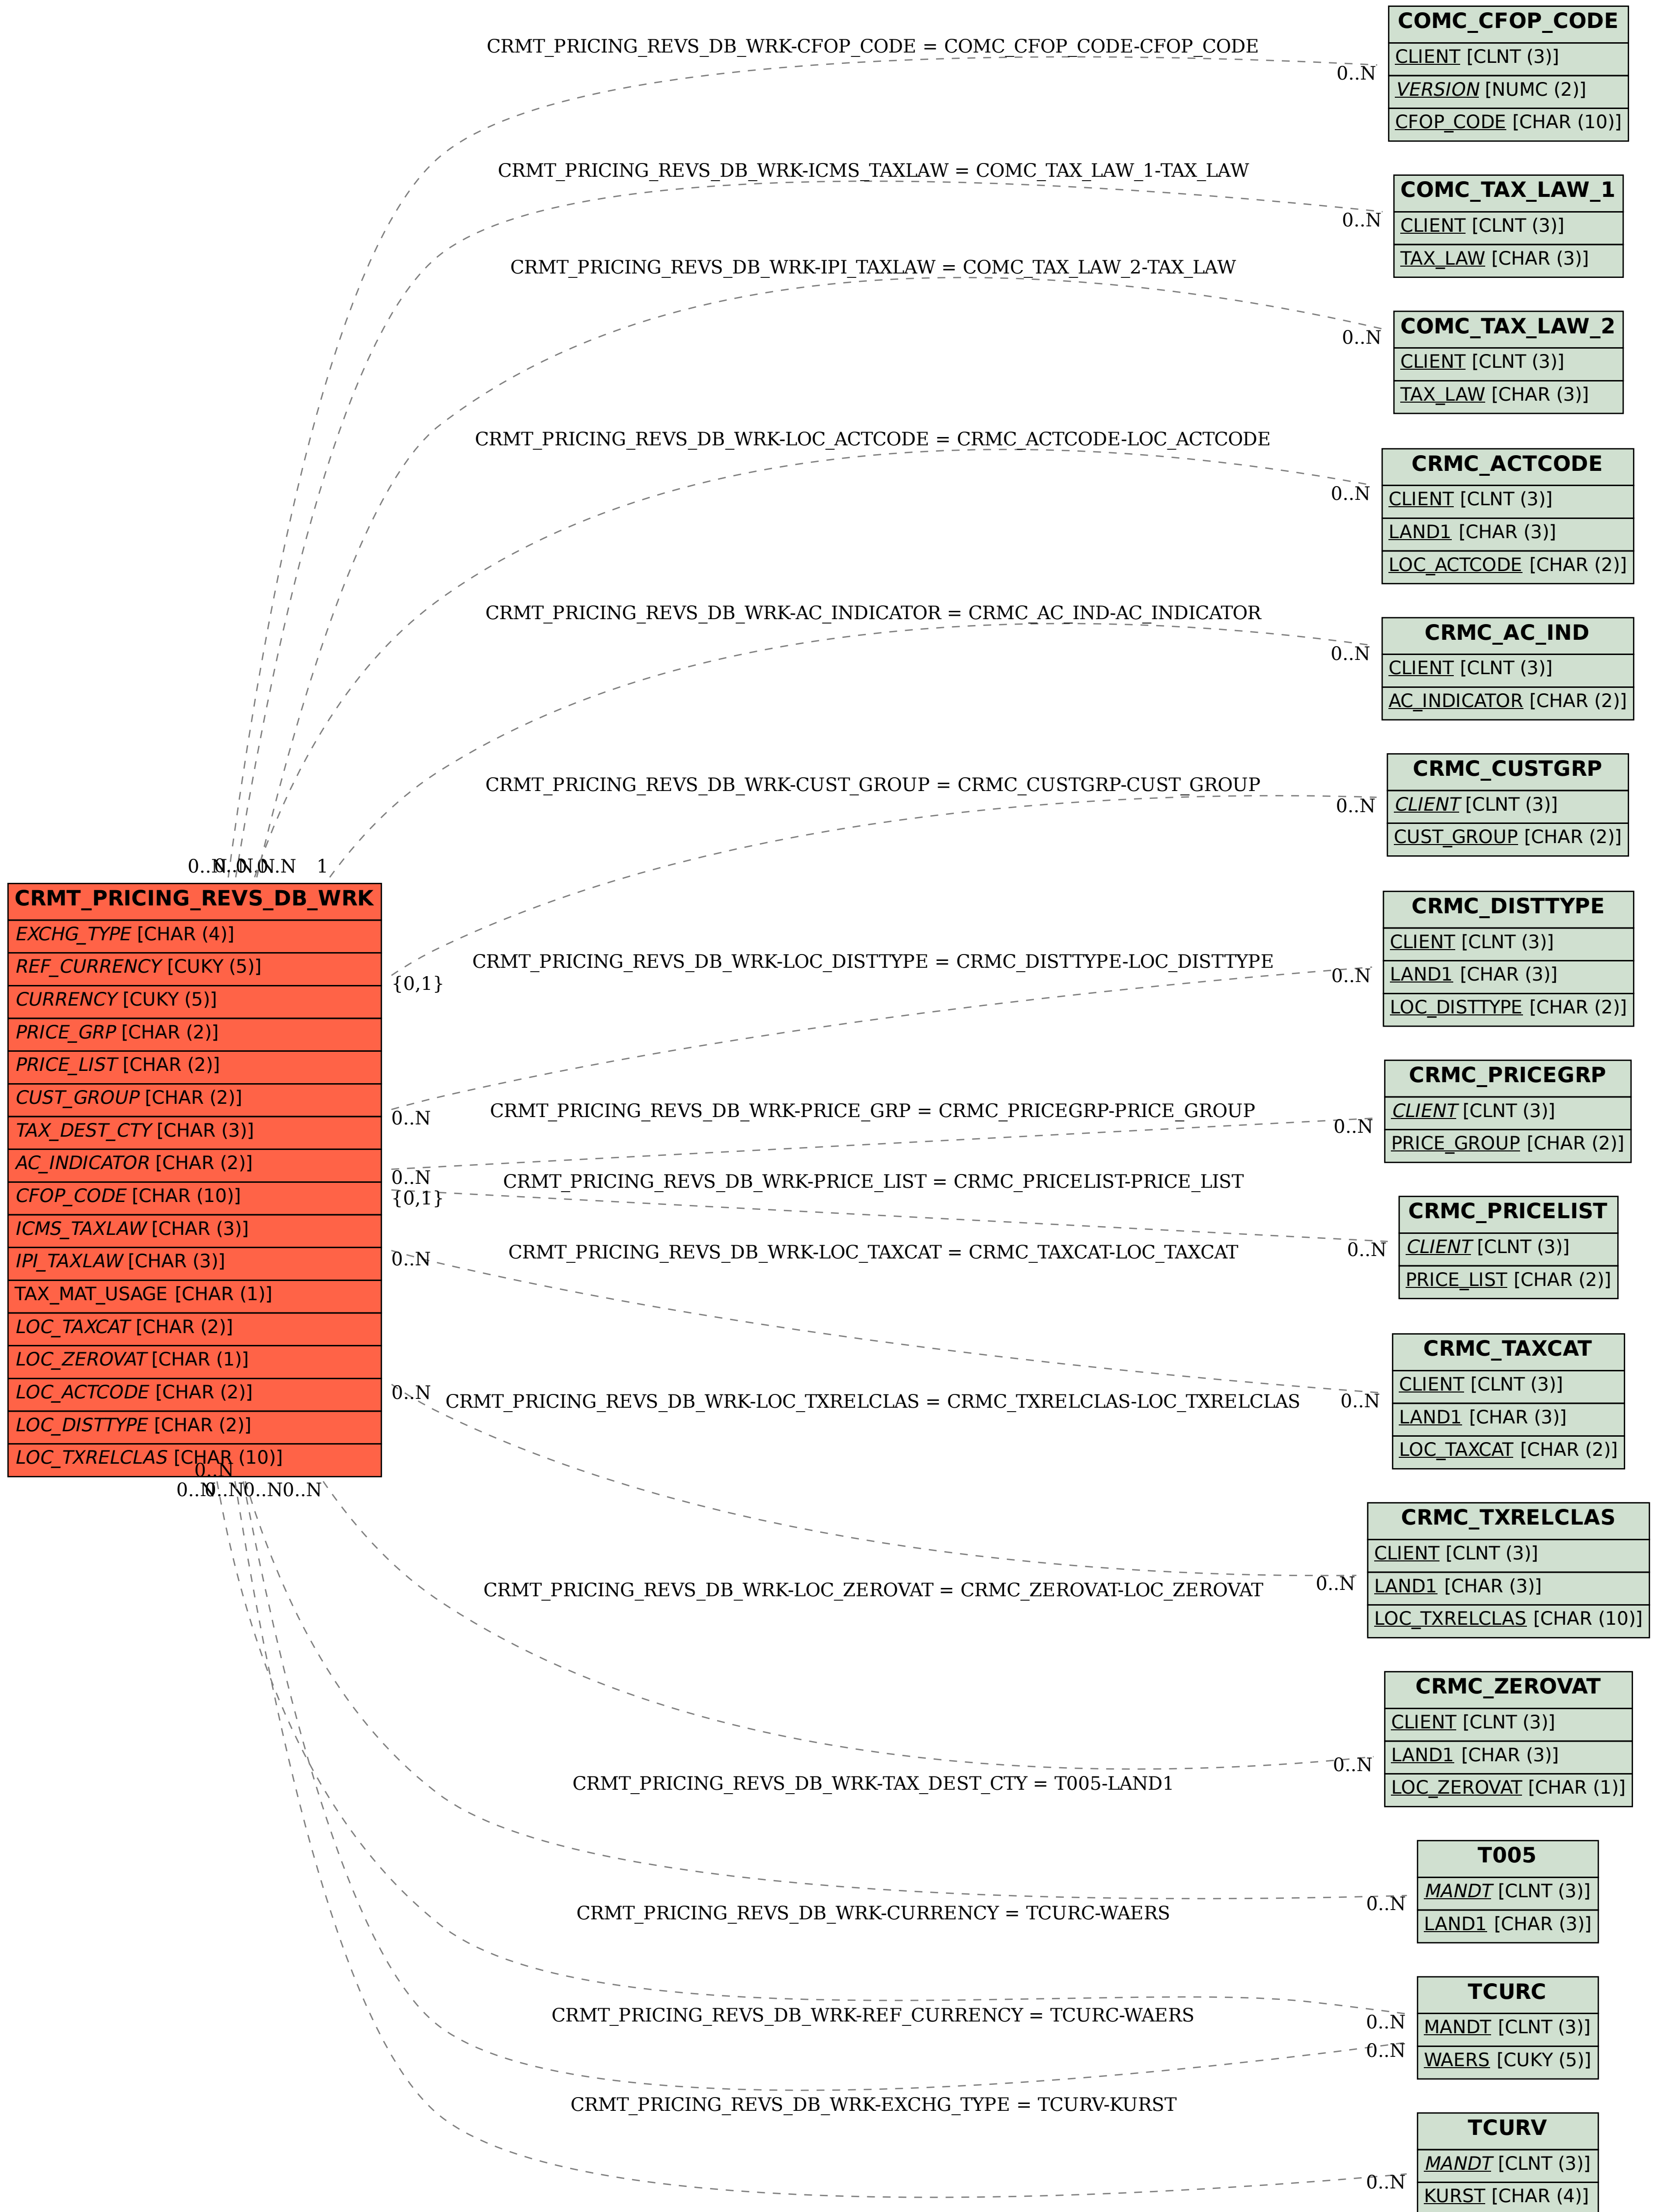 COMC_CFOP_CODE
CLIENT [CLNT (3)]
VERSION [NUMC (2)]
CFOP_CODE [CHAR (10)]
CRMT_PRICING_REVS_DB_WRK-CFOP_CODE = COMC_CFOP_CODE-CFOP_CODE
0..N
COMC_TAX_LAW_1
CLIENT [CLNT (3)]
TAX_LAW [CHAR (3)]
CRMT_PRICING_REVS_DB_WRK-ICMS_TAXLAW = COMC_TAX_LAW_1-TAX_LAW
0..N
COMC_TAX_LAW_2
CLIENT [CLNT (3)]
TAX_LAW [CHAR (3)]
CRMT_PRICING_REVS_DB_WRK-IPI_TAXLAW = COMC_TAX_LAW_2-TAX_LAW
0..N
CRMC_ACTCODE
CLIENT [CLNT (3)]
LAND1 [CHAR (3)]
LOC_ACTCODE [CHAR (2)]
CRMT_PRICING_REVS_DB_WRK-LOC_ACTCODE = CRMC_ACTCODE-LOC_ACTCODE
0..N
CRMC_AC_IND
CLIENT [CLNT (3)]
AC_INDICATOR [CHAR (2)]
CRMT_PRICING_REVS_DB_WRK-AC_INDICATOR = CRMC_AC_IND-AC_INDICATOR
0..N
CRMC_CUSTGRP
CLIENT [CLNT (3)]
CUST_GROUP [CHAR (2)]
CRMT_PRICING_REVS_DB_WRK-CUST_GROUP = CRMC_CUSTGRP-CUST_GROUP
0..N
0..N
0..N
0..N
0..N
1
CRMT_PRICING_REVS_DB_WRK
EXCHG_TYPE [CHAR (4)]
REF_CURRENCY [CUKY (5)]
CURRENCY [CUKY (5)]
PRICE_GRP [CHAR (2)]
PRICE_LIST [CHAR (2)]
CUST_GROUP [CHAR (2)]
TAX_DEST_CTY [CHAR (3)]
AC_INDICATOR [CHAR (2)]
CFOP_CODE [CHAR (10)]
ICMS_TAXLAW [CHAR (3)]
IPI_TAXLAW [CHAR (3)]
TAX_MAT_USAGE [CHAR (1)]
LOC_TAXCAT [CHAR (2)]
LOC_ZEROVAT [CHAR (1)]
LOC_ACTCODE [CHAR (2)]
LOC_DISTTYPE [CHAR (2)]
LOC_TXRELCLAS [CHAR (10)]
{0,1}
0..N
0..N
{0,1}
0..N
0..N
0..N
0..N
0..N
0..N
0..N
CRMC_DISTTYPE
CLIENT [CLNT (3)]
LAND1 [CHAR (3)]
LOC_DISTTYPE [CHAR (2)]
CRMT_PRICING_REVS_DB_WRK-LOC_DISTTYPE = CRMC_DISTTYPE-LOC_DISTTYPE
0..N
CRMC_PRICEGRP
CLIENT [CLNT (3)]
PRICE_GROUP [CHAR (2)]
CRMT_PRICING_REVS_DB_WRK-PRICE_GRP = CRMC_PRICEGRP-PRICE_GROUP
0..N
CRMC_PRICELIST
CLIENT [CLNT (3)]
PRICE_LIST [CHAR (2)]
CRMT_PRICING_REVS_DB_WRK-PRICE_LIST = CRMC_PRICELIST-PRICE_LIST
0..N
CRMC_TAXCAT
CLIENT [CLNT (3)]
LAND1 [CHAR (3)]
LOC_TAXCAT [CHAR (2)]
CRMT_PRICING_REVS_DB_WRK-LOC_TAXCAT = CRMC_TAXCAT-LOC_TAXCAT
0..N
CRMC_TXRELCLAS
CLIENT [CLNT (3)]
LAND1 [CHAR (3)]
LOC_TXRELCLAS [CHAR (10)]
CRMT_PRICING_REVS_DB_WRK-LOC_TXRELCLAS = CRMC_TXRELCLAS-LOC_TXRELCLAS
0..N
CRMC_ZEROVAT
CLIENT [CLNT (3)]
LAND1 [CHAR (3)]
LOC_ZEROVAT [CHAR (1)]
CRMT_PRICING_REVS_DB_WRK-LOC_ZEROVAT = CRMC_ZEROVAT-LOC_ZEROVAT
0..N
T005
MANDT [CLNT (3)]
LAND1 [CHAR (3)]
CRMT_PRICING_REVS_DB_WRK-TAX_DEST_CTY = T005-LAND1
0..N
TCURC
MANDT [CLNT (3)]
WAERS [CUKY (5)]
CRMT_PRICING_REVS_DB_WRK-CURRENCY = TCURC-WAERS
0..N
CRMT_PRICING_REVS_DB_WRK-REF_CURRENCY = TCURC-WAERS
0..N
TCURV
MANDT [CLNT (3)]
KURST [CHAR (4)]
CRMT_PRICING_REVS_DB_WRK-EXCHG_TYPE = TCURV-KURST
0..N